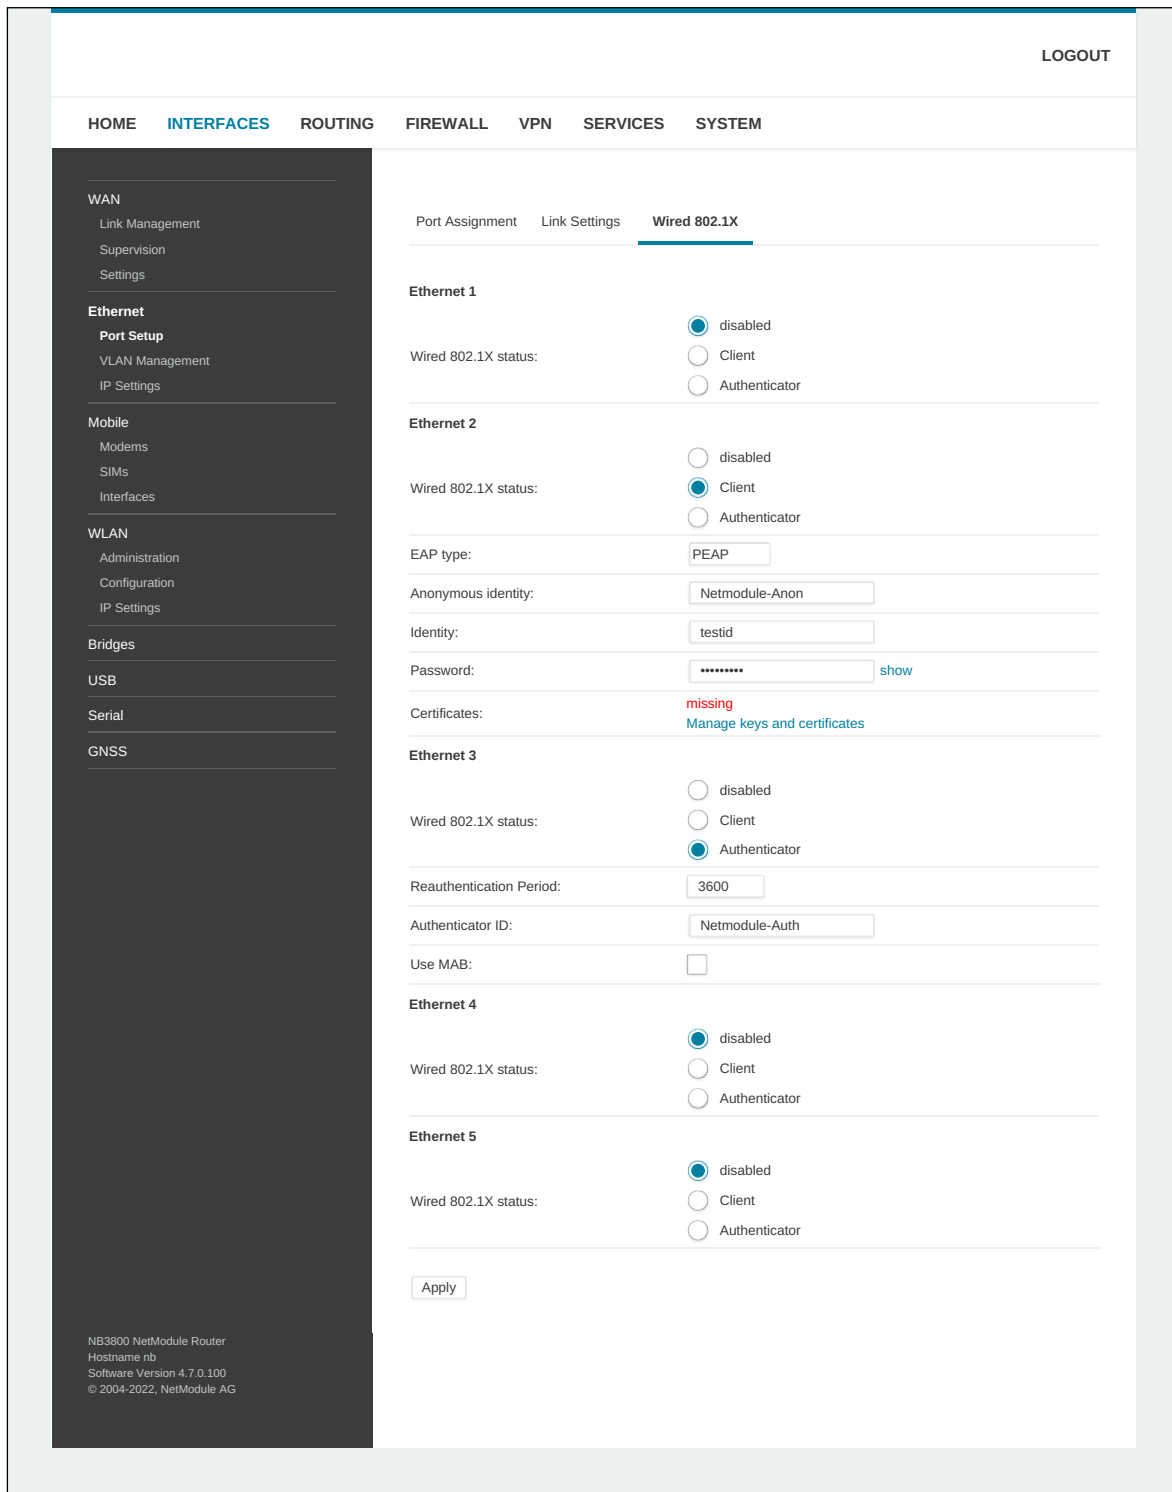 LOGOUT
HOME INTERFACES ROUTING FIREWALL VPN SERVICES SYSTEM
WAN
Link Management
Supervision
Settings
Ethernet
Port Setup
VLAN Management
IP Settings
Mobile
Modems
SIMs
Interfaces
WLAN
Administration
Configuration
IP Settings
Bridges
USB
Serial
GNSS
NB3800 NetModule Router
Hostname nb
Software Version 4.7.0.100
© 2004-2022, NetModule AG
Port Assignment Link Settings Wired 802.1X
Ethernet 1
Wired 802.1X status:
disabled
Client
Authenticator
Ethernet 2
Wired 802.1X status:
disabled
Client
Authenticator
EAP type: PEAP
Anonymous identity: Netmodule-Anon
Identity: testid
Password: ••••••••• show
Certificates:
missing
Manage keys and certificates
Ethernet 3
Wired 802.1X status:
disabled
Client
Authenticator
Reauthentication Period: 3600
Authenticator ID: Netmodule-Auth
Use MAB:
Ethernet 4
Wired 802.1X status:
disabled
Client
Authenticator
Ethernet 5
Wired 802.1X status:
disabled
Client
Authenticator
Apply